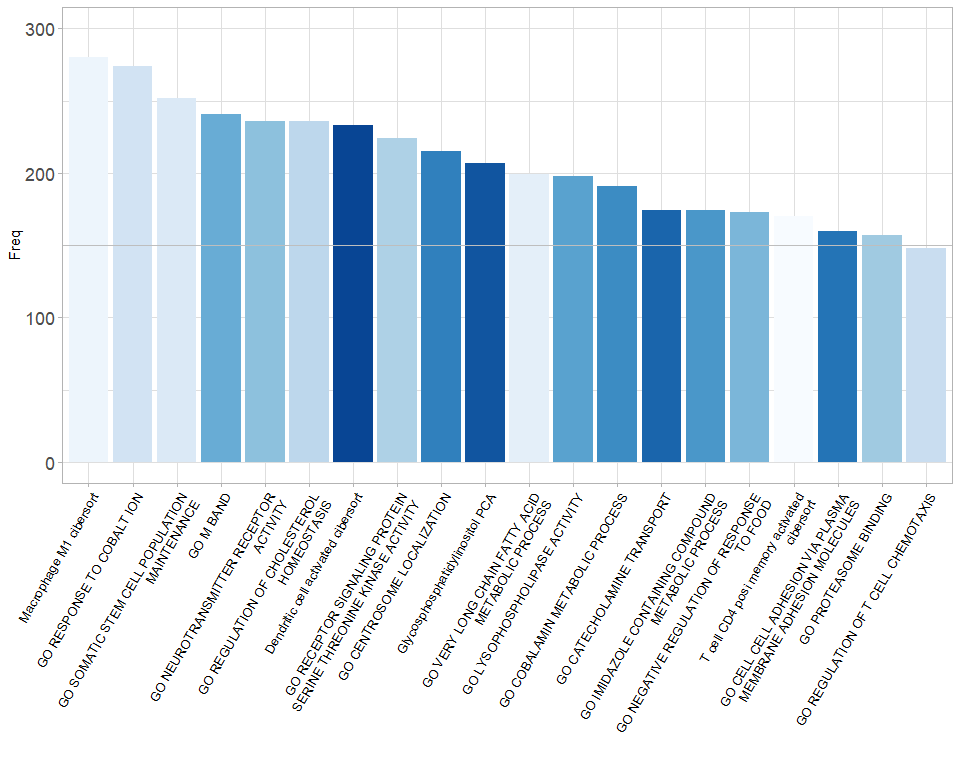 300
200
100
0
Freq
Macrophage M1 cibersort
GO RESPONSE TO COBALT ION
GO SOMATIC STEM CELL POPULATION
MAINTENANCE
GO M BAND
GO NEUROTRANSMITTER RECEPTOR
ACTIVITY
GO REGULATION OF CHOLESTEROL
HOMEOSTASIS
Dendritic cell activated cibersort
GO RECEPTOR SIGNALING PROTEIN
SERINE THREONINE KINASE ACTIVITY
GO CENTROSOME LOCALIZATION
Glycosphosphatidylinositol PCA
GO VERY LONG CHAIN FATTY ACID
METABOLIC PROCESS
GO LYSOPHOSPHOLIPASE ACTIVITY
GO COBALAMIN METABOLIC PROCESS
GO CATECHOLAMINE TRANSPORT
GO IMIDAZOLE CONTAINING COMPOUND
METABOLIC PROCESS
GO NEGATIVE REGULATION OF RESPONSE
TO FOOD
T cell CD4 post memory activated
cibersort
GO CELL CELL ADHESION VIA PLASMA
MEMBRANE ADHESION MOLECULES
GO PROTEASOME BINDING
GO REGULATION OF T CELL CHEMOTAXIS